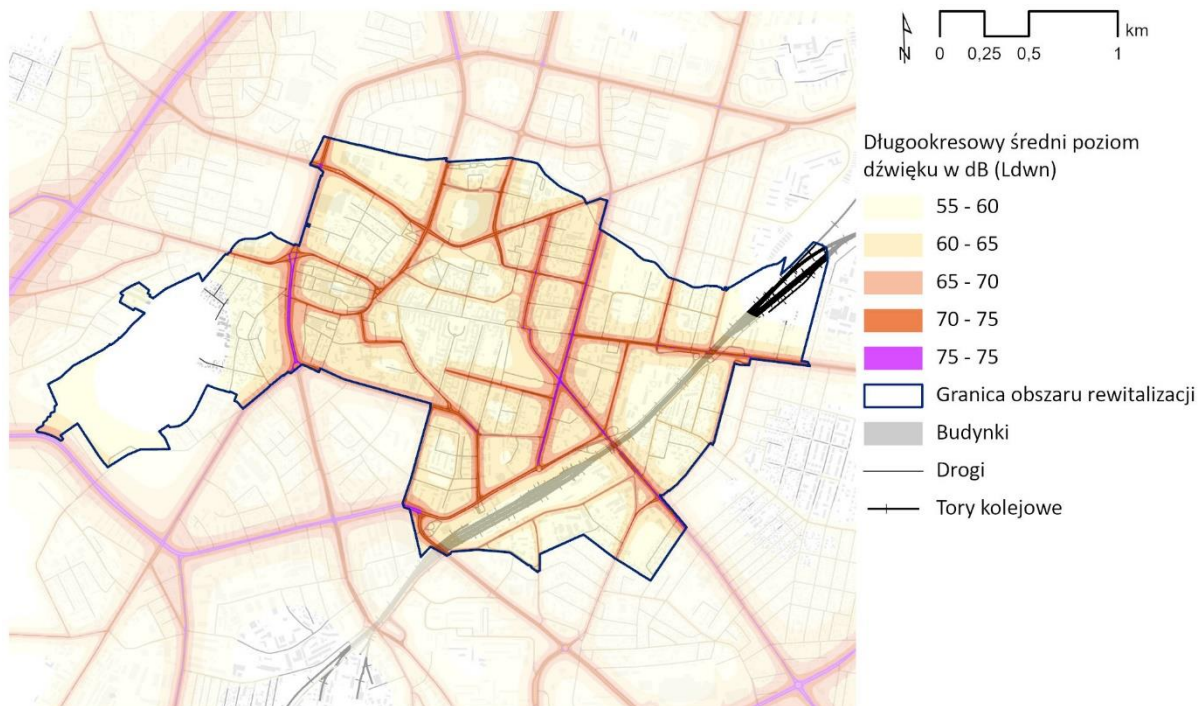 N
km
0 0,25 0,5 1
Długookresowy średni poziom
dźwięku w dB (Ldwn)
55 - 60
60 - 65
65 - 70
70 - 75
75 - 75
Granica obszaru rewitalizacji
Budynki
Drogi
Tory kolejowe